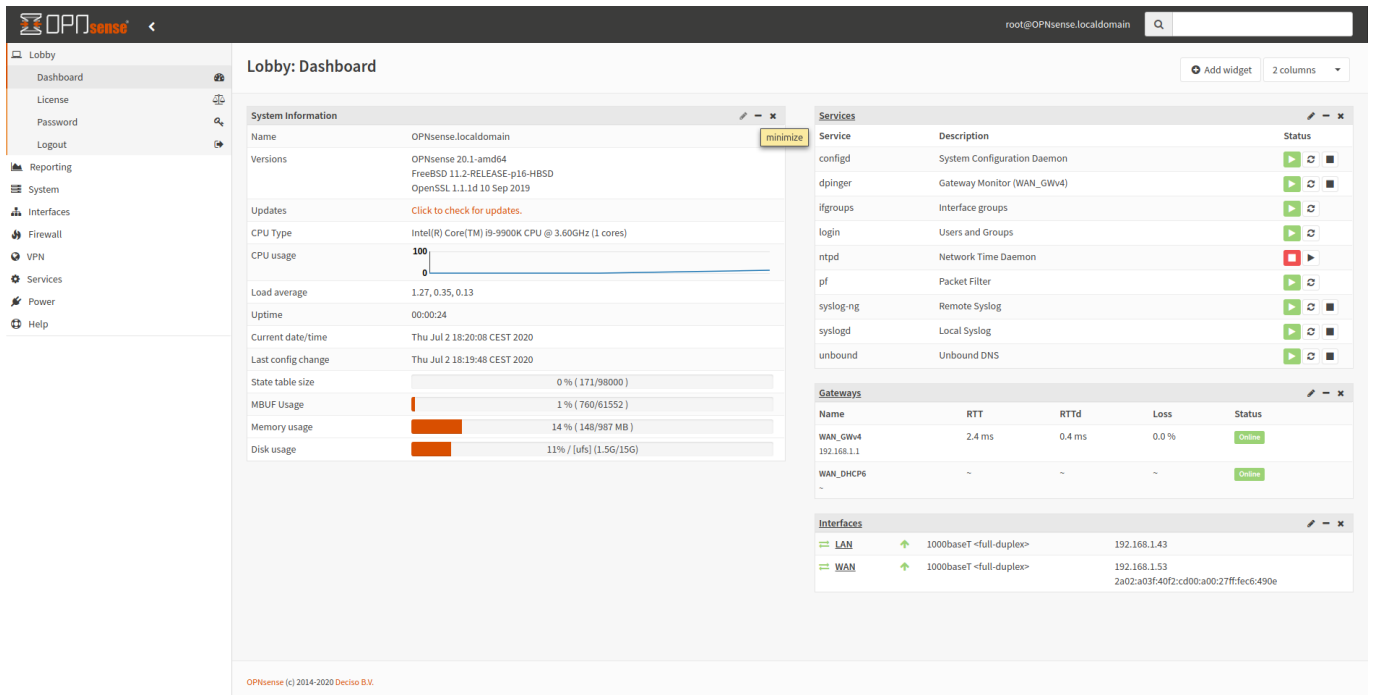 OPNsense
root@OPNsense.localdomain
Lobby
Dashboard
License
Password
Logout
Reporting
System
Interfaces
Firewall
VPN
Services
Power
Help
Lobby: Dashboard
Add widget
2 columns
System Information
minimize
Name OPNsense.localdomain
Versions OPNsense 20.1-amd64
FreeBSD 11.2-RELEASE-p16-HBSD
OpenSSL 1.1.1d 10 Sep 2019
Updates Click to check for updates.
CPU Type Intel(R) Core(TM) i9-9900K CPU @ 3.60GHz (1 cores)
CPU usage 100
0
Load average 1.27, 0.35, 0.13
Uptime 00:00:24
Current date/time Thu Jul 2 18:20:08 CEST 2020
Last config change Thu Jul 2 18:19:48 CEST 2020
State table size 0 % ( 171/98000 )
MBUF Usage 1 % ( 760/61552 )
Memory usage 14 % ( 148/987 MB )
Disk usage 11% / [ufs] (1.5G/15G)
Services
Service Description Status
configd System Configuration Daemon
dpinger Gateway Monitor (WAN_GWv4)
ifgroups Interface groups
login Users and Groups
ntpd Network Time Daemon
pf Packet Filter
syslog-ng Remote Syslog
syslogd Local Syslog
unbound Unbound DNS
Gateways
Name RTT RTTd Loss Status
WAN_GWv4 2.4 ms 0.4 ms 0.0 % Online
192.168.1.1
WAN_DHCP6 ~ ~ ~ Online
~
Interfaces
LAN 1000baseT <full-duplex> 192.168.1.43
WAN 1000baseT <full-duplex> 192.168.1.53
2a02:a03f:40f2:cd00:a00:27ff:fec6:490e
OPNsense (c) 2014-2020 Deciso B.V.